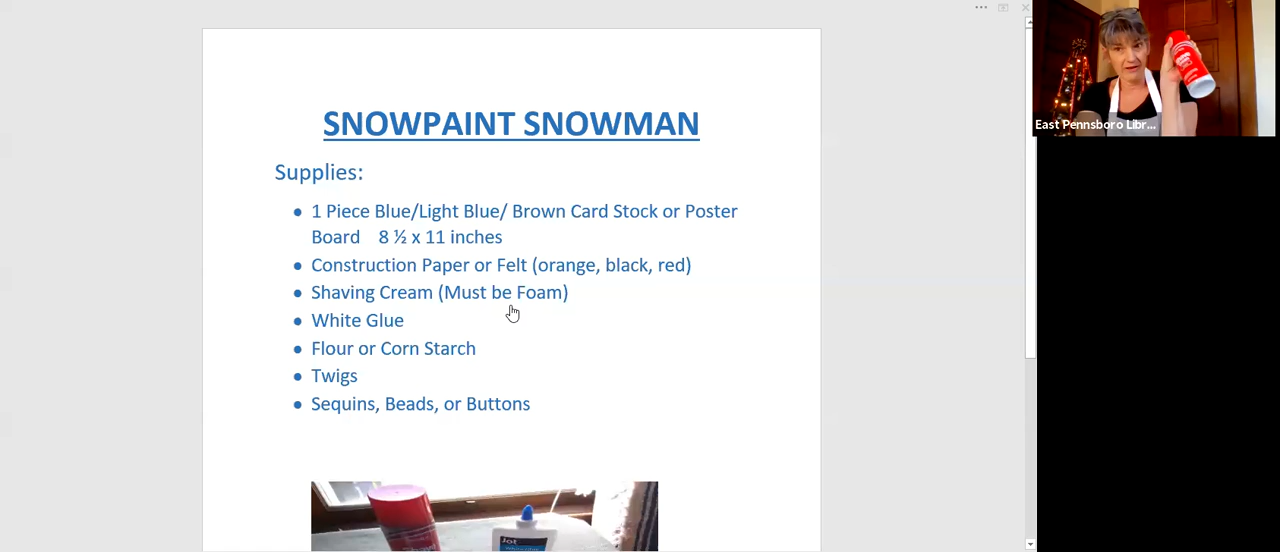 SNOWPAINT SNOWMAN
Supplies:
• 1 Piece Blue/Light Blue/ Brown Card Stock or Poster
Board 8 ½ x 11 inches
• Construction Paper or Felt (orange, black, red)
• Shaving Cream (Must be Foam)
• White Glue
• Flour or Corn Starch
• Twigs
• Sequins, Beads, or Buttons
East Pennsboro Libr...
Jot